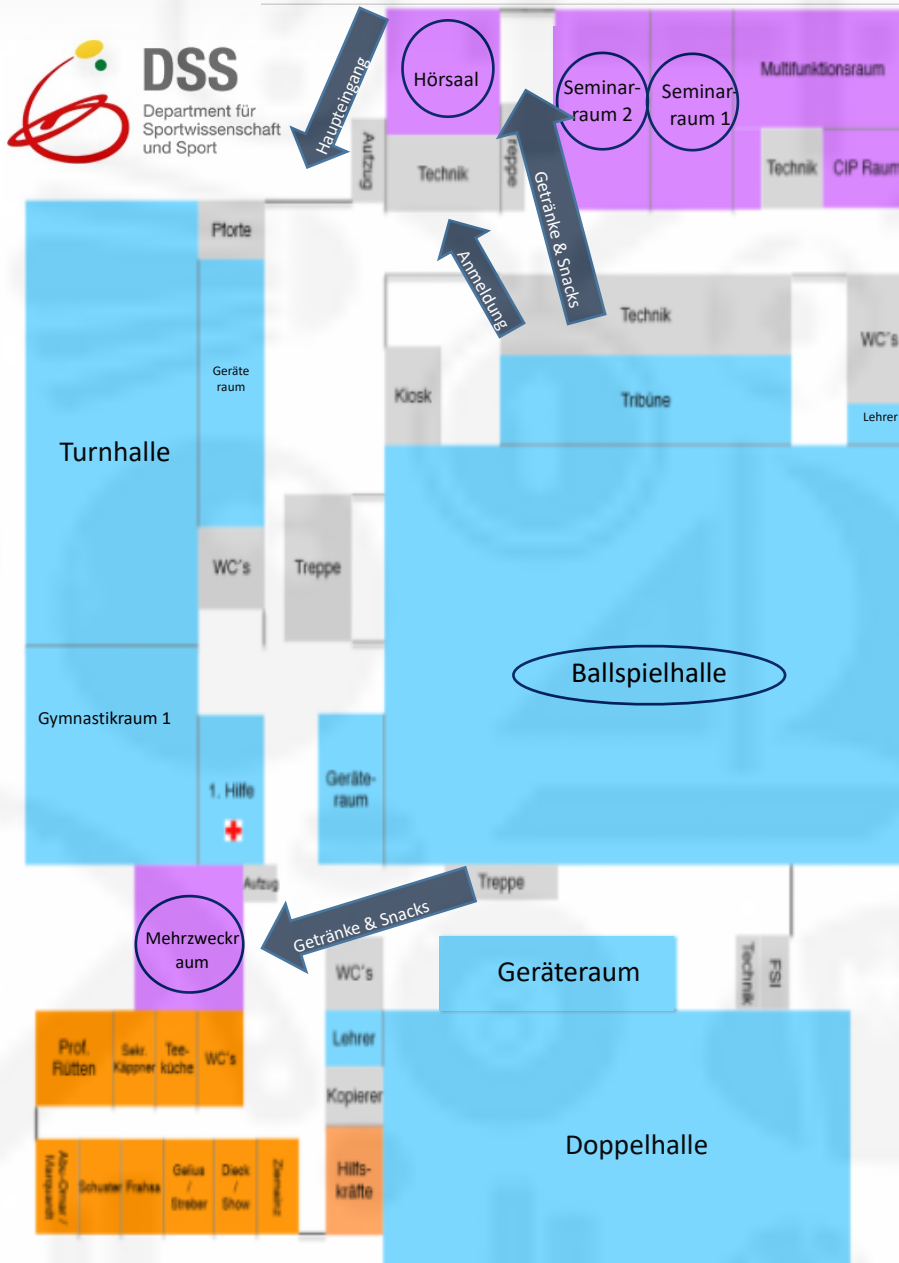 DSS
Department für
Sportwissenschaft
und Sport
Haupteingang
Hörsaal
Seminar-
raum 2
Seminar-
raum 1
Multifunktionsraum
Aufzug
Technik
Treppe
Getränke & Snacks
Technik
CIP Raum
Pforte
Anmeldung
Technik
WC's
Geräte
raum
Kiosk
Tribüne
Lehrer
Turnhalle
WC's
Treppe
Ballspielhalle
Gymnastikraum 1
1. Hilfe
Geräte-
raum
Aufzug
Treppe
Getränke & Snacks
Mehrzweckr
aum
WC's
Geräteraum
Technik
FSI
Prof.
Rütten
Sekr.
Käppner
Tee-
küche
WC's
Lehrer
Kopierer
Doppelhalle
Abu-Omar /
Marquardt
Schuster
Frahsa
Gelius
/
Streber
Dieck
/
Show
Hilfs-
kräfte